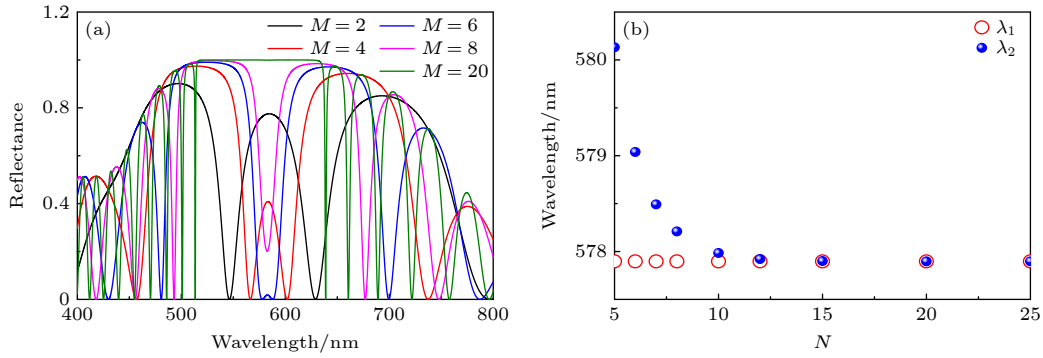 (a)
M = 2
M = 4
M = 6
M = 8
M = 20
1.2
0.8
0.4
0
Reflectance
400
500
600
700
800
Wavelength/nm
(b)
λ1
λ2
580
579
578
Wavelength/nm
5
10
15
20
25
N